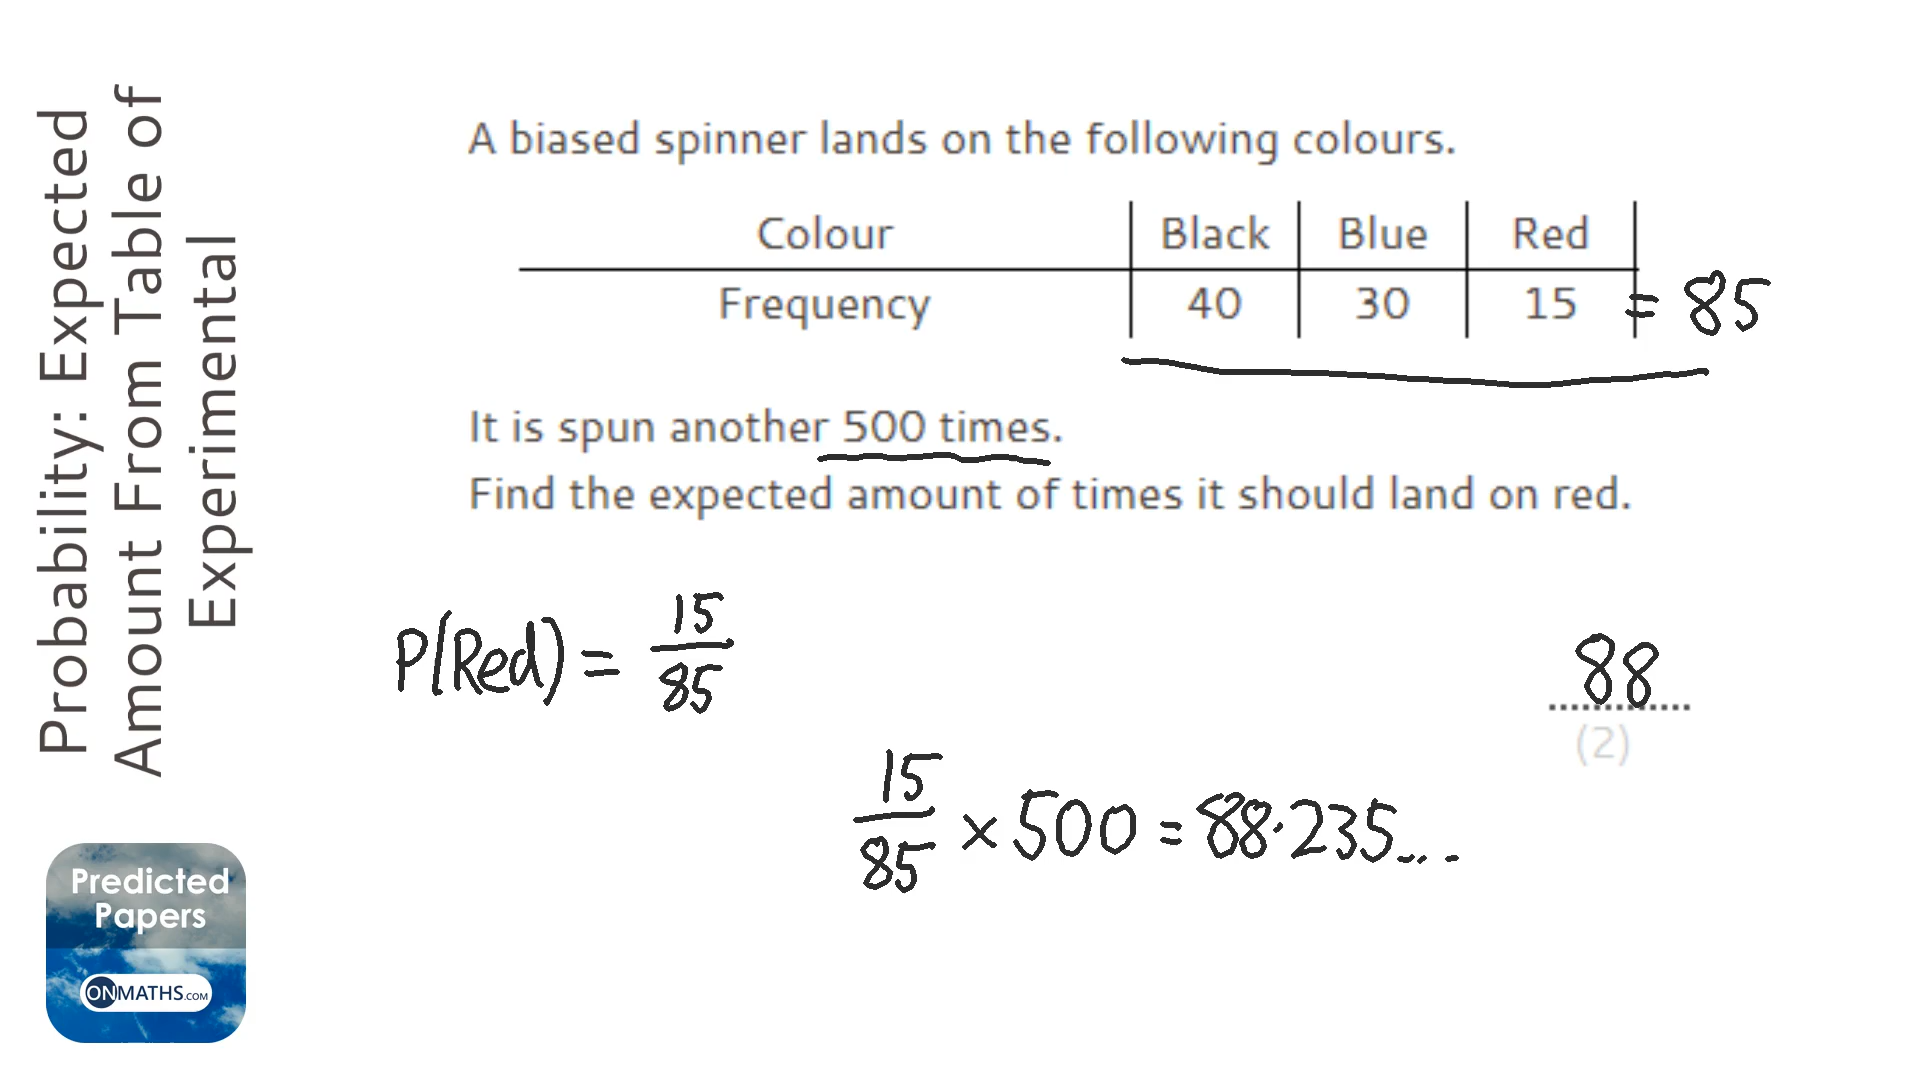 Probability: Expected
Amount From Table of
Experimental
A biased spinner lands on the following colours.
Colour Black Blue Red
Frequency 40 30 15 = 85
It is spun another 500 times.
Find the expected amount of times it should land on red.
P(Red) = 15/85
88
(2)
15/85 × 500 = 88·235...
Predicted
Papers
ONMATHS.COM